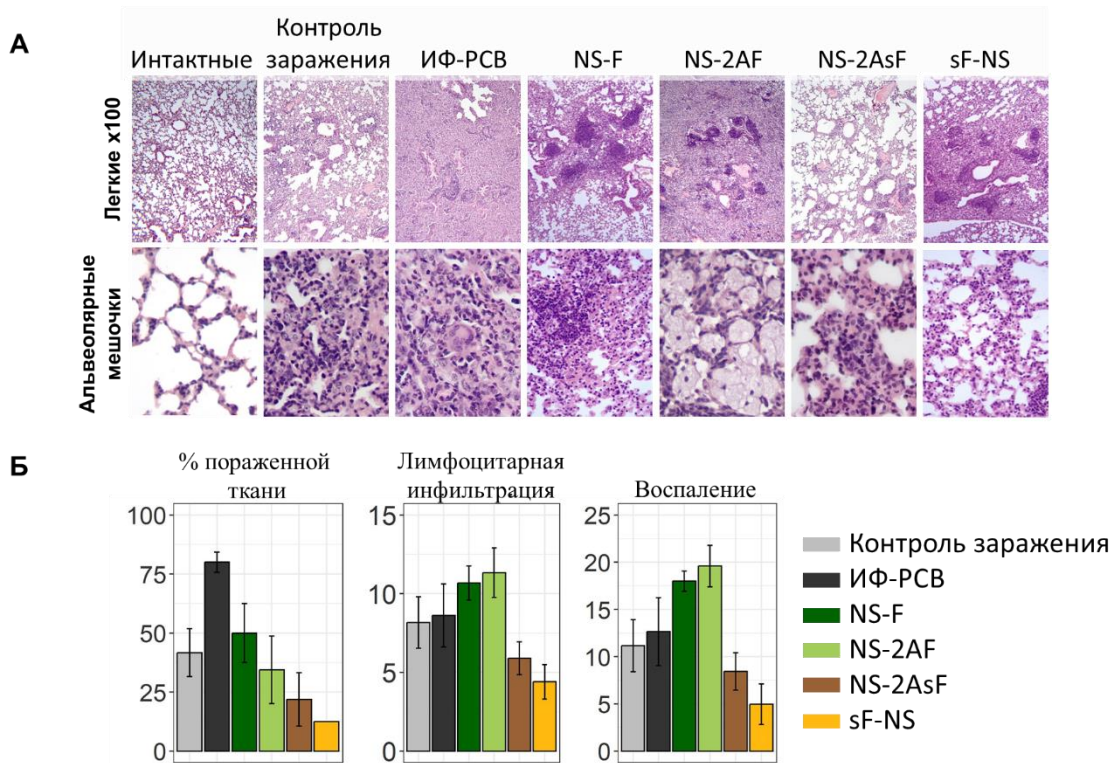 А
Интактные
Контроль
заражения
ИФ-РСВ
NS-F
NS-2AF
NS-2AsF
sF-NS
Легкие x100
Альвеолярные
мешочки
Б
% пораженной
ткани
100
75
50
25
0
Лимфоцитарная
инфильтрация
15
10
5
0
Воспаление
25
20
15
10
5
0
Контроль заражения
ИФ-РСВ
NS-F
NS-2AF
NS-2AsF
sF-NS